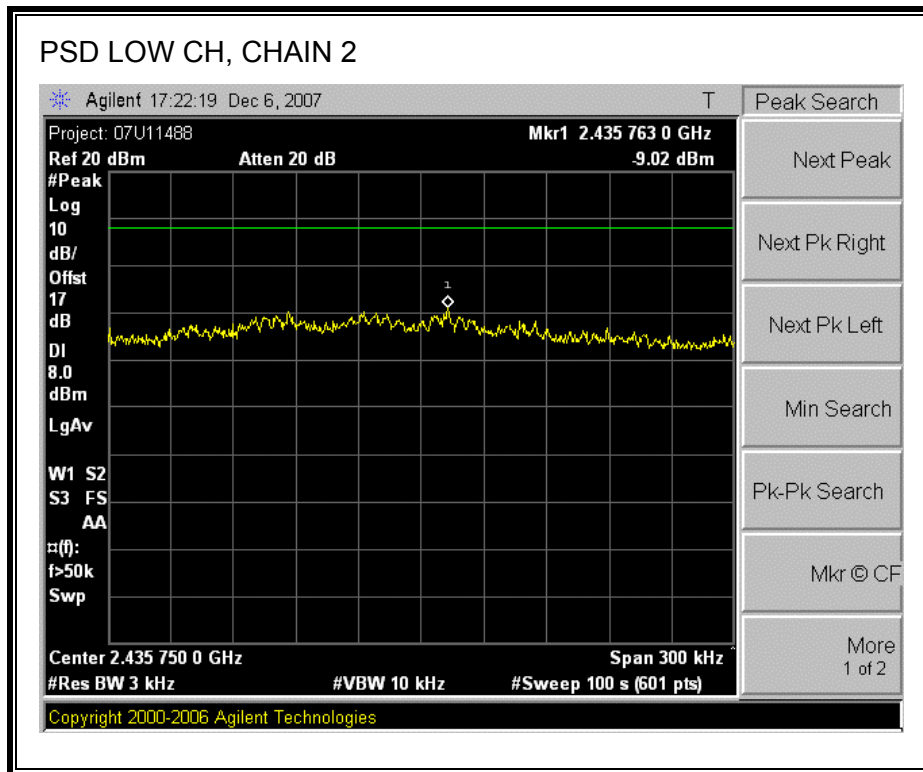 PSD LOW CH, CHAIN 2
Agilent 17:22:19 Dec 6, 2007 T
Peak Search
Project: 07U11488 Mkr1 2.435 763 0 GHz
Ref 20 dBm Atten 20 dB -9.02 dBm
#Peak
Log
10
dB/
Offst
17
dB
DI
8.0
dBm
LgAv
W1 S2
S3 FS
AA
¤(f):
f>50k
Swp
1
Center 2.435 750 0 GHz Span 300 kHz ^
#Res BW 3 kHz #VBW 10 kHz #Sweep 100 s (601 pts)
Copyright 2000-2006 Agilent Technologies
Next Peak
Next Pk Right
Next Pk Left
Min Search
Pk-Pk Search
Mkr © CF
More
1 of 2